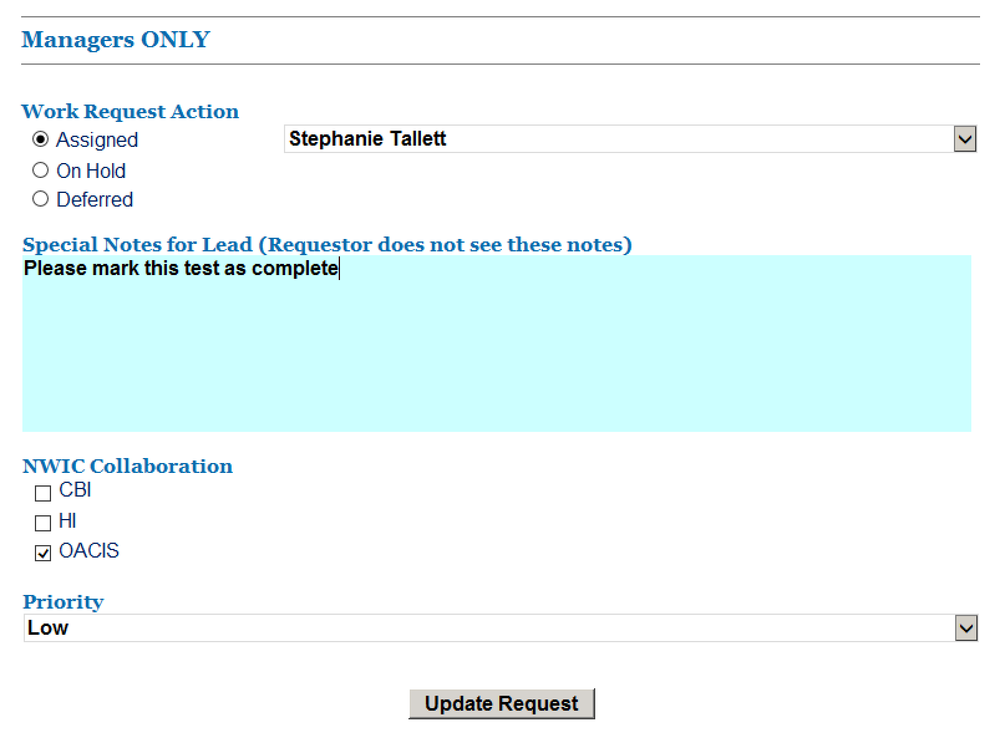 Managers ONLY
Work Request Action
Assigned
Stephanie Tallett
On Hold
Deferred
Special Notes for Lead (Requestor does not see these notes)
Please mark this test as complete
NWIC Collaboration
CBI
HI
OACIS
Priority
Low
Update Request